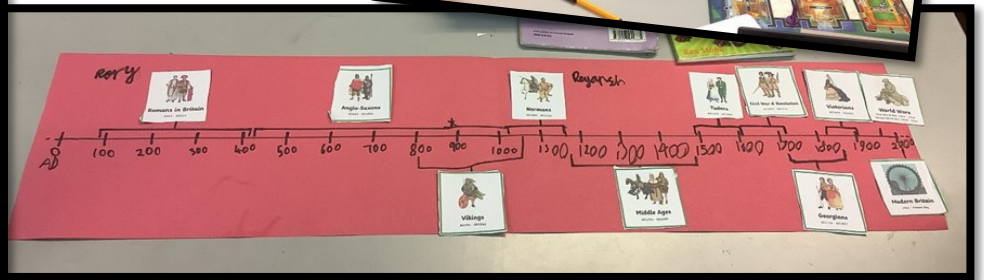 Rory
Reyansh
Romans in Britain
Anglo-Saxons
Normans
Tudors
Civil War & Revolution
Victorians
World Wars
0
AD
100
200
300
400
500
600
700
800
900
1000
1100
1200
1300
1400
1500
1600
1700
1800
1900
2000
Vikings
Middle Ages
Georgians
Modern Britain